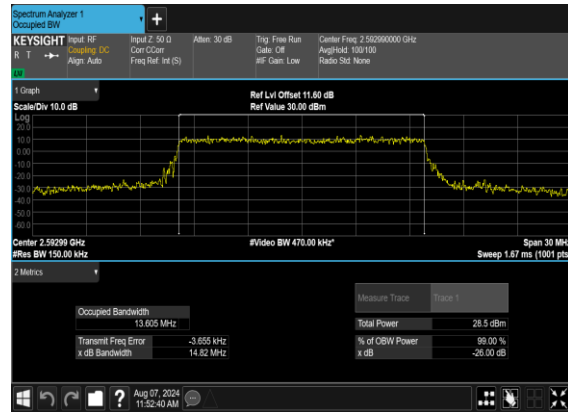 Spectrum Analyzer 1
Occupied BW
+
KEYSIGHT Input: RF Input Z: 50 Ω Atten: 30 dB Trig: Free Run Center Freq: 2.592990000 GHz
R T Coupling: DC Corr CCorr Gate: Off Avg|Hold: 100/100
Align: Auto Freq Ref: Int (S) #IF Gain: Low Radio Std: None
1 Graph
Scale/Div 10.0 dB Ref Lvl Offset 11.60 dB
Ref Value 30.00 dBm
Log
20.0
10.0
0.00
-10.0
-20.0
-30.0
-40.0
-50.0
-60.0
Center 2.59299 GHz #Video BW 470.00 kHz* Span 30 MHz
#Res BW 150.00 kHz Sweep 1.67 ms (1001 pts
2 Metrics
Measure Trace Trace 1
Occupied Bandwidth
13.605 MHz Total Power 28.5 dBm
Transmit Freq Error -3.655 kHz % of OBW Power 99.00 %
x dB Bandwidth 14.82 MHz x dB -26.00 dB
? Aug 07, 2024
11:52:40 AM